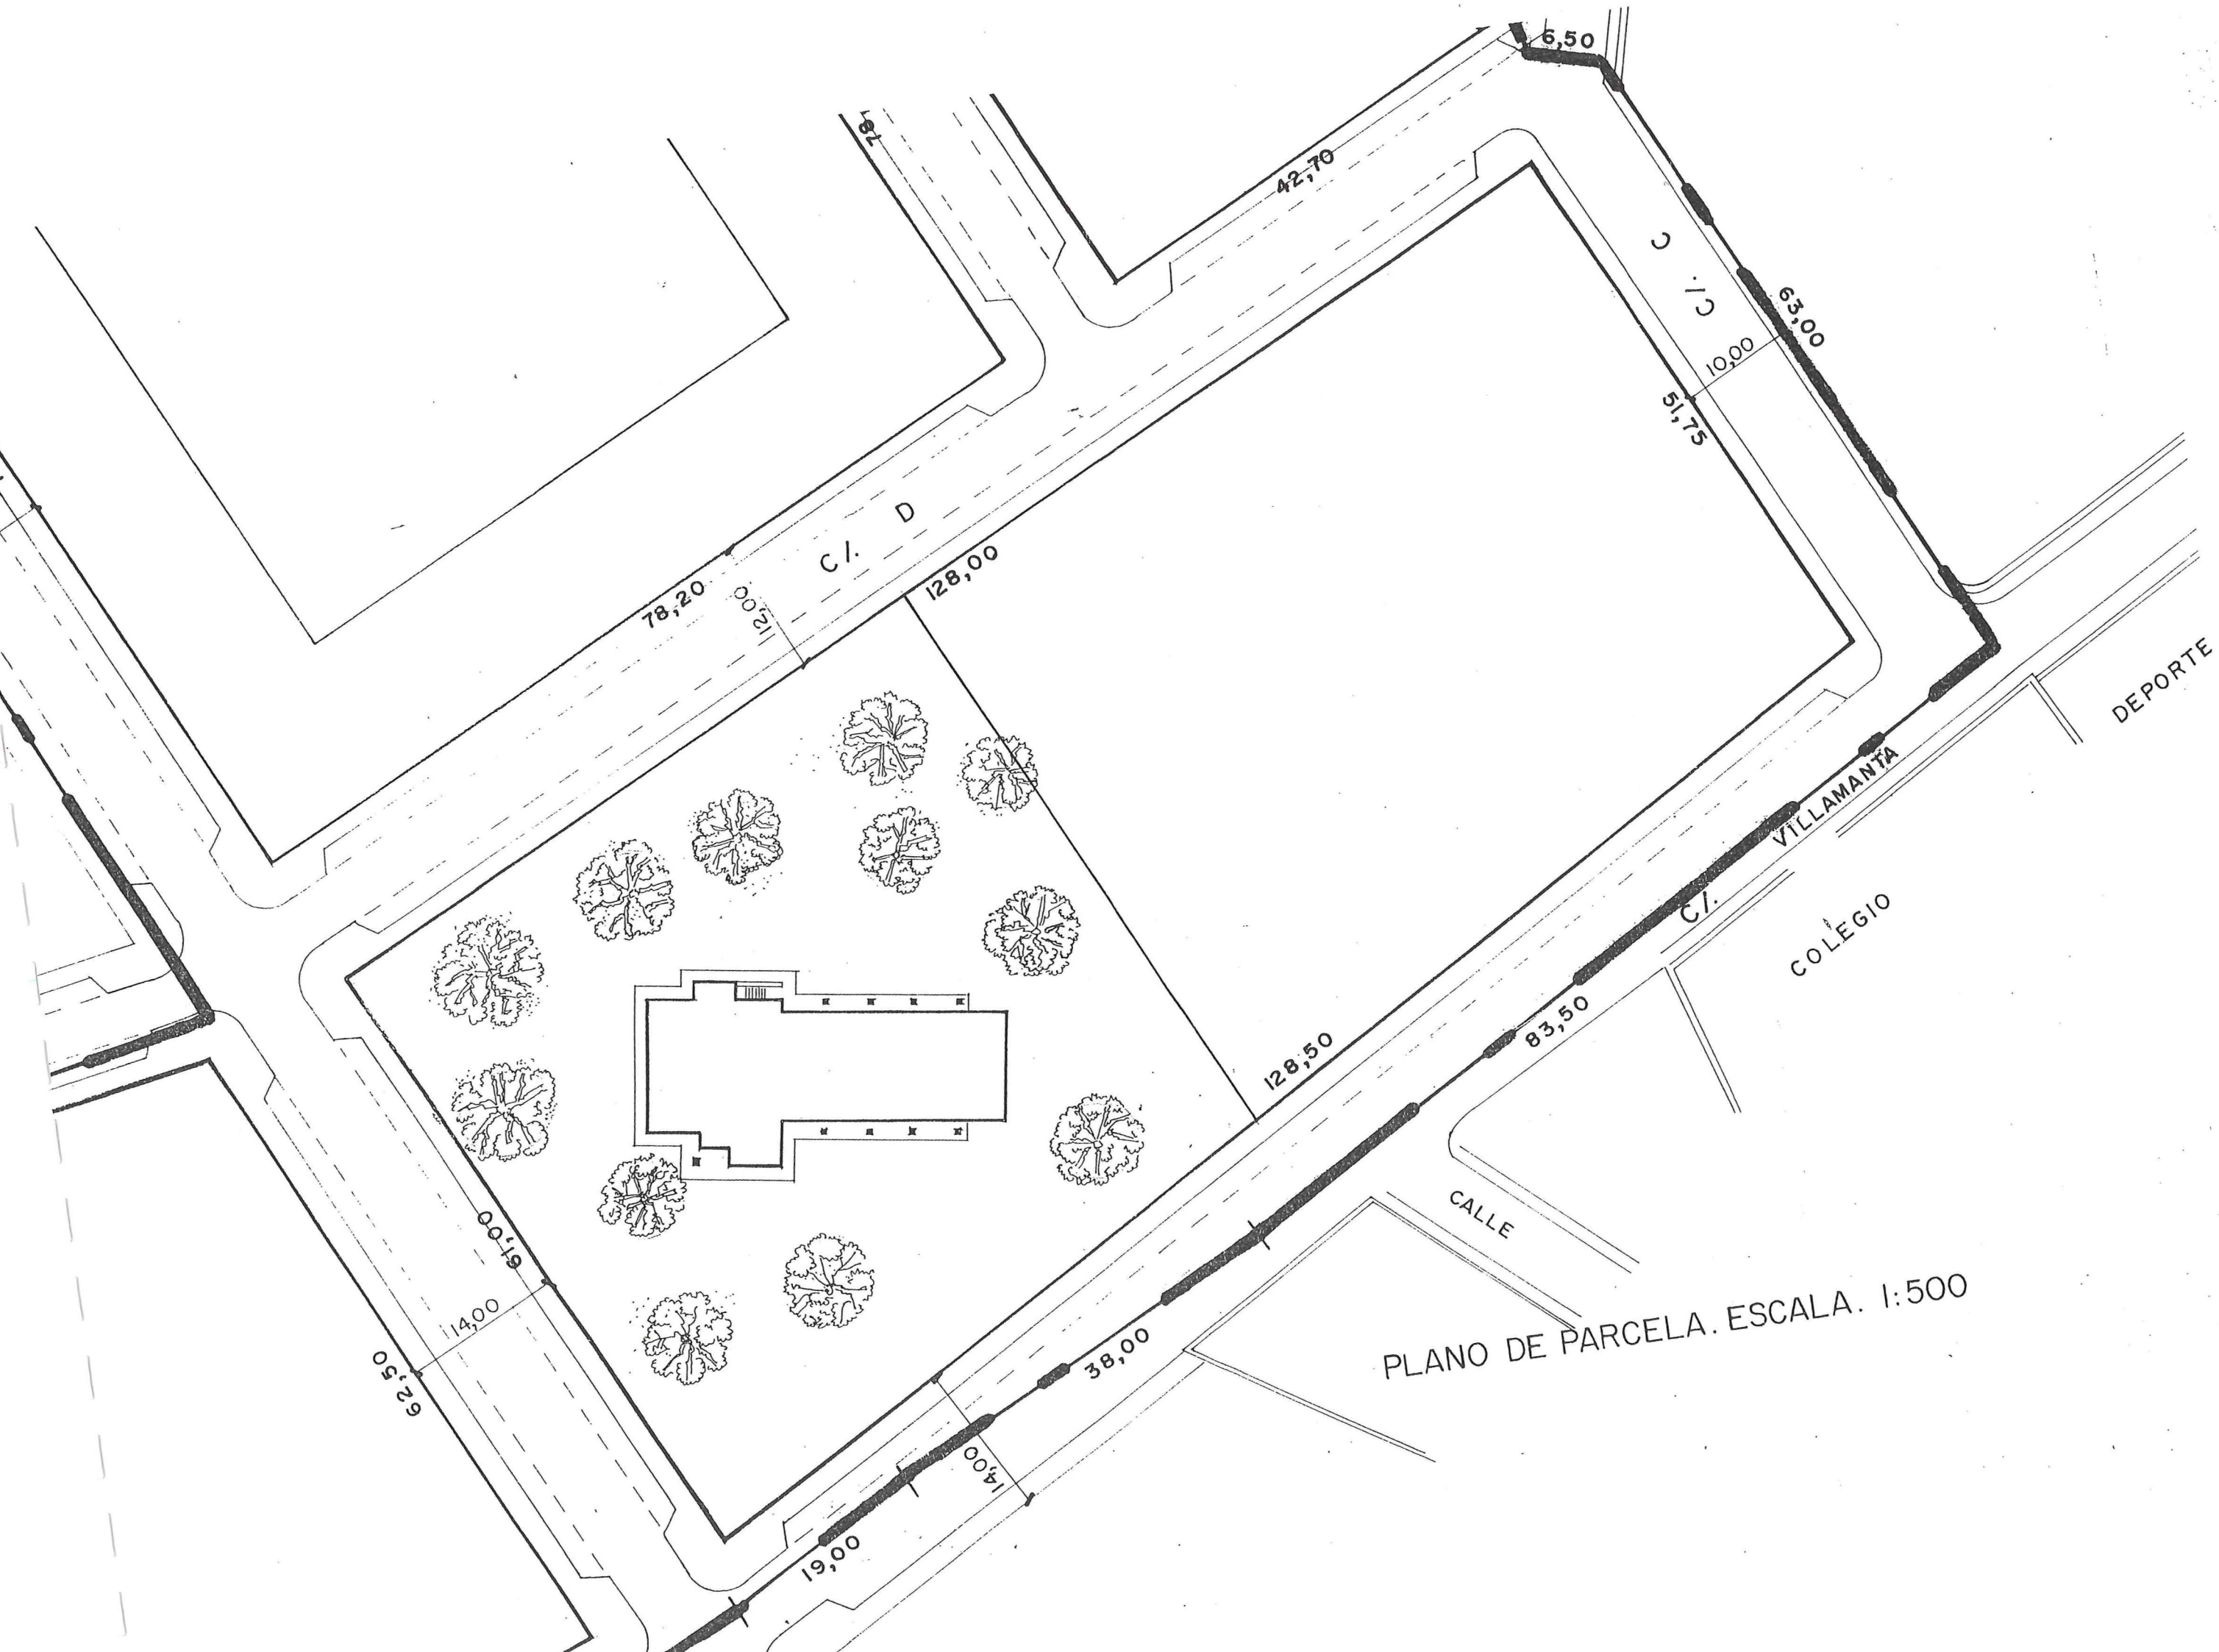 6,50
78
42,70
C/. C
63,00
10,00
51,75
C/. D
128,00
78,20
12,00
DEPORTE
C/. VILLAMANTA
COLEGIO
83,50
128,50
CALLE
61,00
14,00
62,50
38,00
PLANO DE PARCELA. ESCALA. 1:500
14,00
19,00